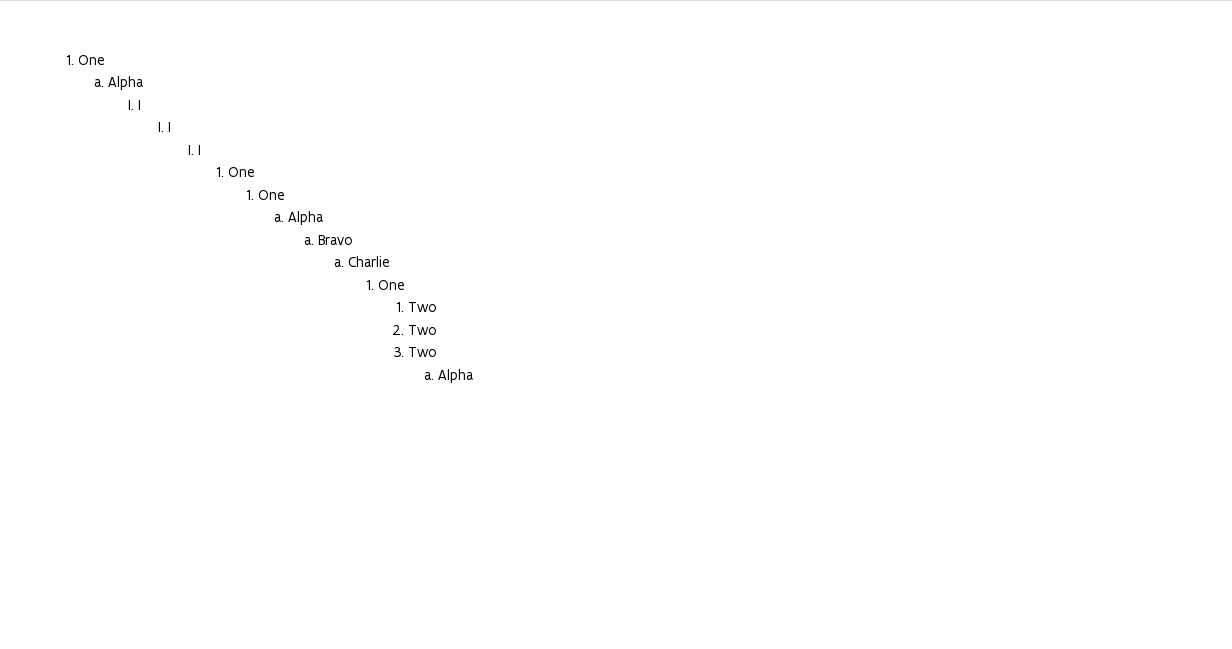 1. One
a. Alpha
I. I
I. I
I. I
1. One
1. One
a. Alpha
a. Bravo
a. Charlie
1. One
1. Two
2. Two
3. Two
a. Alpha